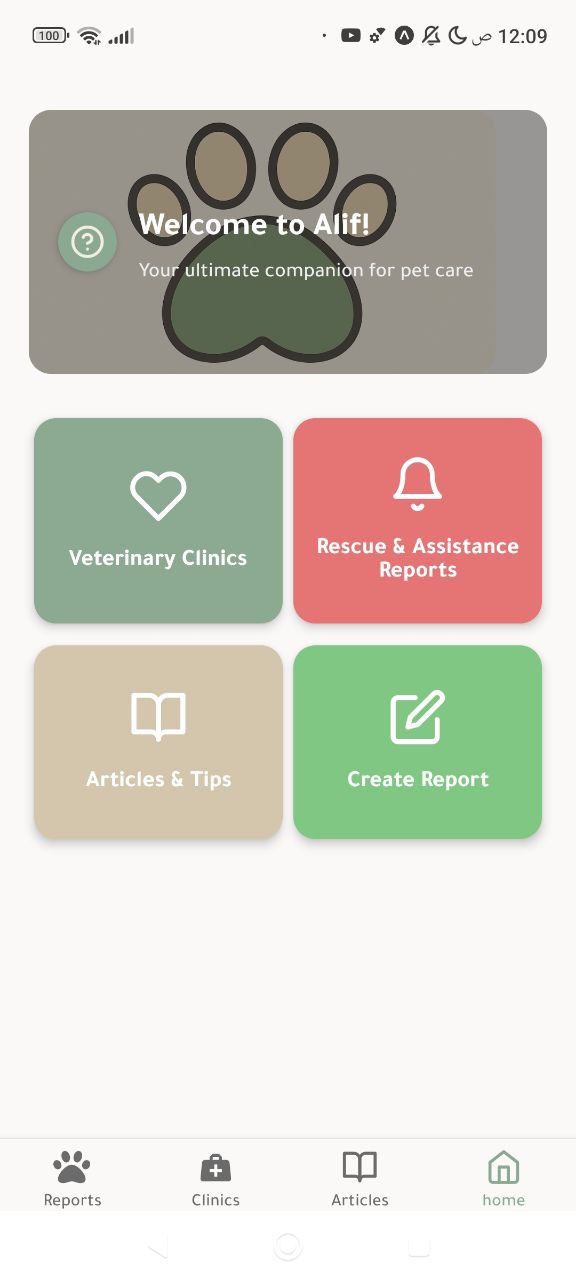 100
ص 12:09
Welcome to Alif!
Your ultimate companion for pet care
Veterinary Clinics
Rescue & Assistance
Reports
Articles & Tips
Create Report
Reports
Clinics
Articles
home